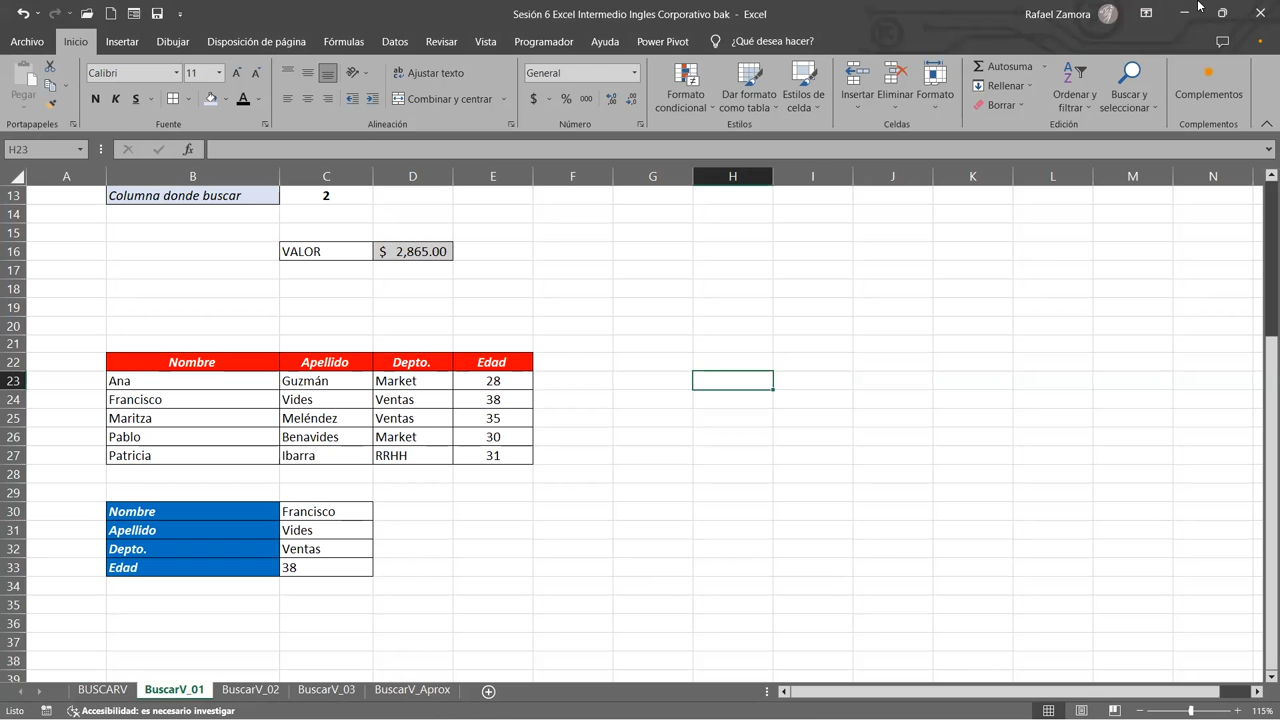 Sesión 6 Excel Intermedio Ingles Corporativo bak - Excel
Rafael Zamora
Archivo Inicio Insertar Dibujar Disposición de página Fórmulas Datos Revisar Vista Programador Ayuda Power Pivot ¿Qué desea hacer?
Pegar
Calibri 11
N K S
Ajustar texto
Combinar y centrar
General
$ % 000
Formato condicional
Dar formato como tabla
Estilos de celda
Insertar Eliminar Formato
Autosuma
Rellenar
Borrar
Ordenar y filtrar
Buscar y seleccionar
Complementos
Portapapeles Fuente Alineación Número Estilos Celdas Edición Complementos
H23 fx
A B C D E F G H I J K L M N
13 Columna donde buscar 2
14
15
16 VALOR $ 2,865.00
17
18
19
20
21
22 Nombre Apellido Depto. Edad
23 Ana Guzmán Market 28
24 Francisco Vides Ventas 38
25 Maritza Meléndez Ventas 35
26 Pablo Benavides Market 30
27 Patricia Ibarra RRHH 31
28
29
30 Nombre Francisco
31 Apellido Vides
32 Depto. Ventas
33 Edad 38
34
35
36
37
38
39
BUSCARV BuscarV_01 BuscarV_02 BuscarV_03 BuscarV_Aprox
Listo Accesibilidad: es necesario investigar 115%